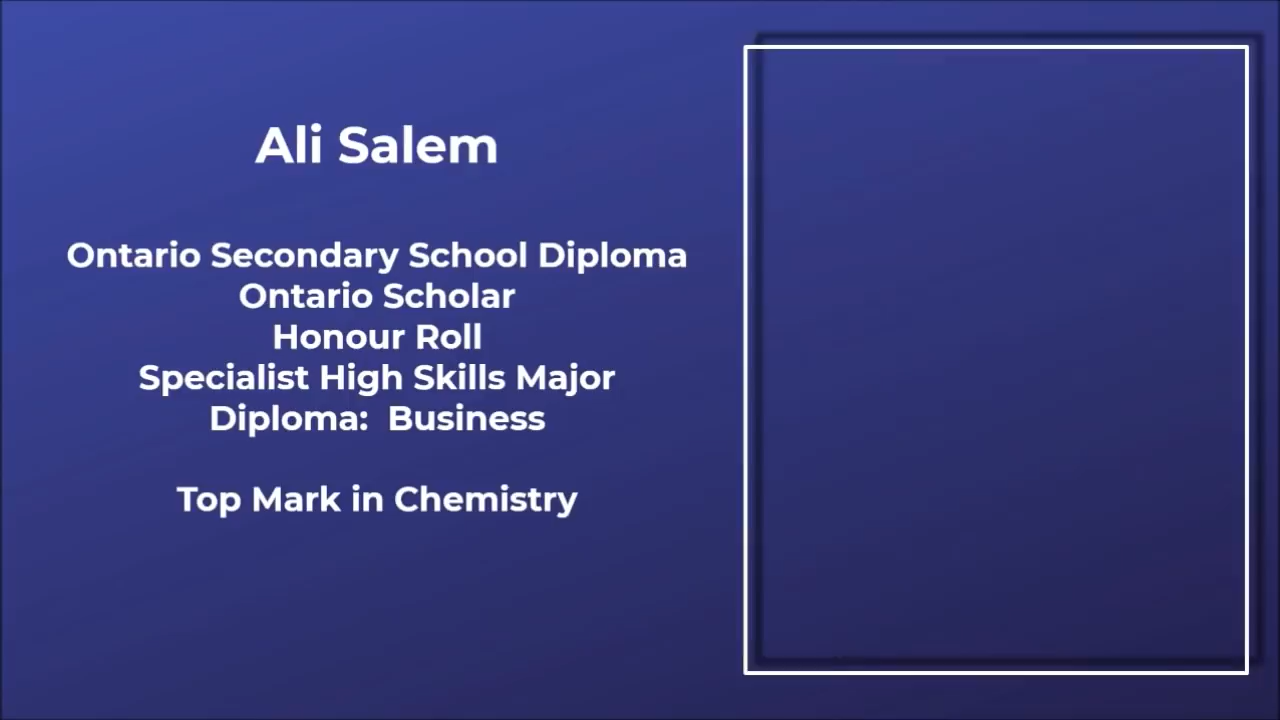 Ali Salem
Ontario Secondary School Diploma
Ontario Scholar
Honour Roll
Specialist High Skills Major
Diploma:  Business
Top Mark in Chemistry